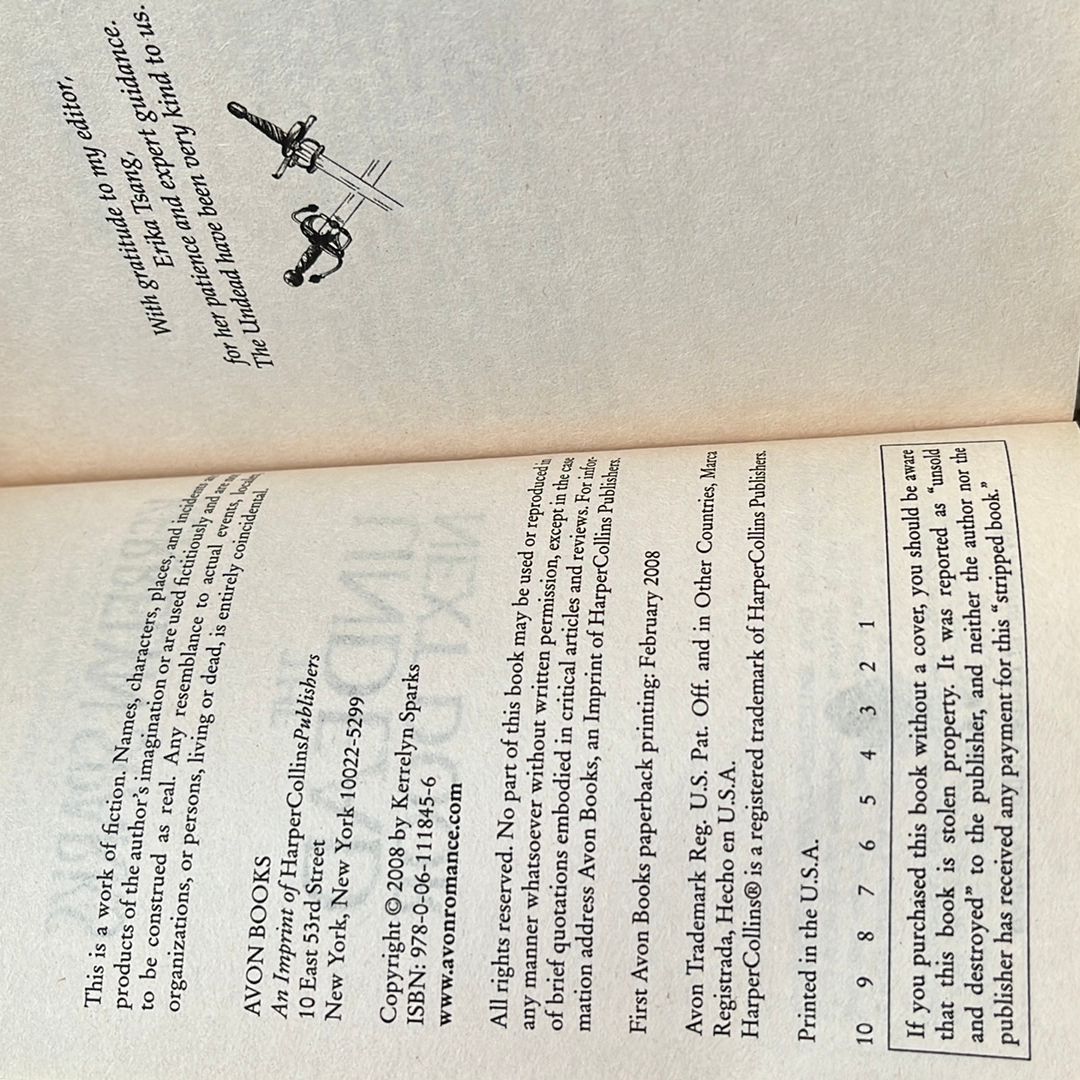 This is a work of fiction. Names, characters, places, and incidents
products of the author's imagination or are used fictitiously and are
to be construed as real. Any resemblance to actual events,
organizations, or persons, living or dead, is entirely coincidental.
AVON BOOKS
An Imprint of HarperCollinsPublishers
10 East 53rd Street
New York, New York 10022-5299
Copyright © 2008 by Kerrelyn Sparks
ISBN: 978-0-06-111845-6
www.avonromance.com
All rights reserved. No part of this book may be used or reproduced in
any manner whatsoever without written permission, except in the case
of brief quotations embodied in critical articles and reviews. For infor-
mation address Avon Books, an Imprint of HarperCollins Publishers.
First Avon Books paperback printing: February 2008
Avon Trademark Reg. U.S. Pat. Off. and in Other Countries, Marca
Registrada, Hecho en U.S.A.
HarperCollins® is a registered trademark of HarperCollins Publishers.
Printed in the U.S.A.
10 9 8 7 6 5 4 3 2 1
If you purchased this book without a cover, you should be aware
that this book is stolen property. It was reported as "unsold
and destroyed" to the publisher, and neither the author nor the
publisher has received any payment for this "stripped book."
With gratitude to my editor,
Erika Tsang,
for her patience and expert guidance.
The Undead have been very kind to us.